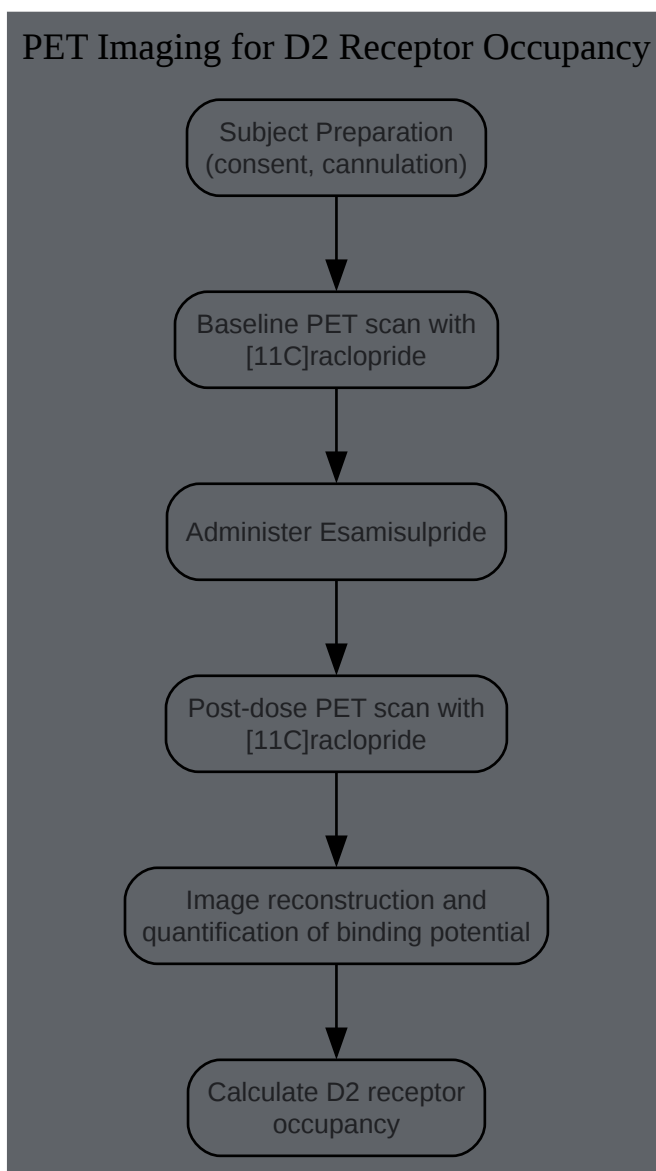 PET Imaging for D2 Receptor Occupancy
Subject Preparation
(consent, cannulation)
Baseline PET scan with
[11C]raclopride
Administer Esamisulpride
Post-dose PET scan with
[11C]raclopride
Image reconstruction and
quantification of binding potential
Calculate D2 receptor
occupancy